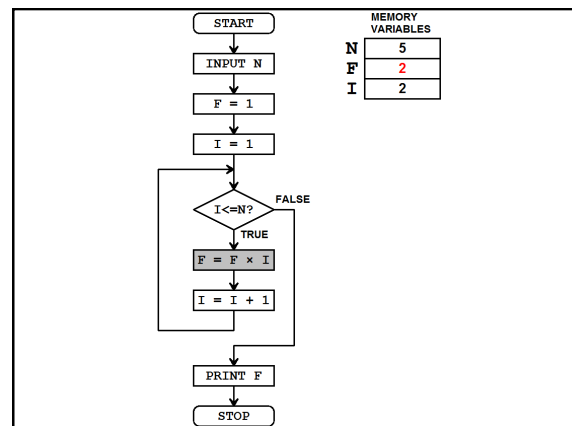 START
INPUT N
F = 1
I = 1
I<=N?
FALSE
TRUE
F = F × I
I = I + 1
PRINT F
STOP
MEMORY
VARIABLES
N 5
F 2
I 2